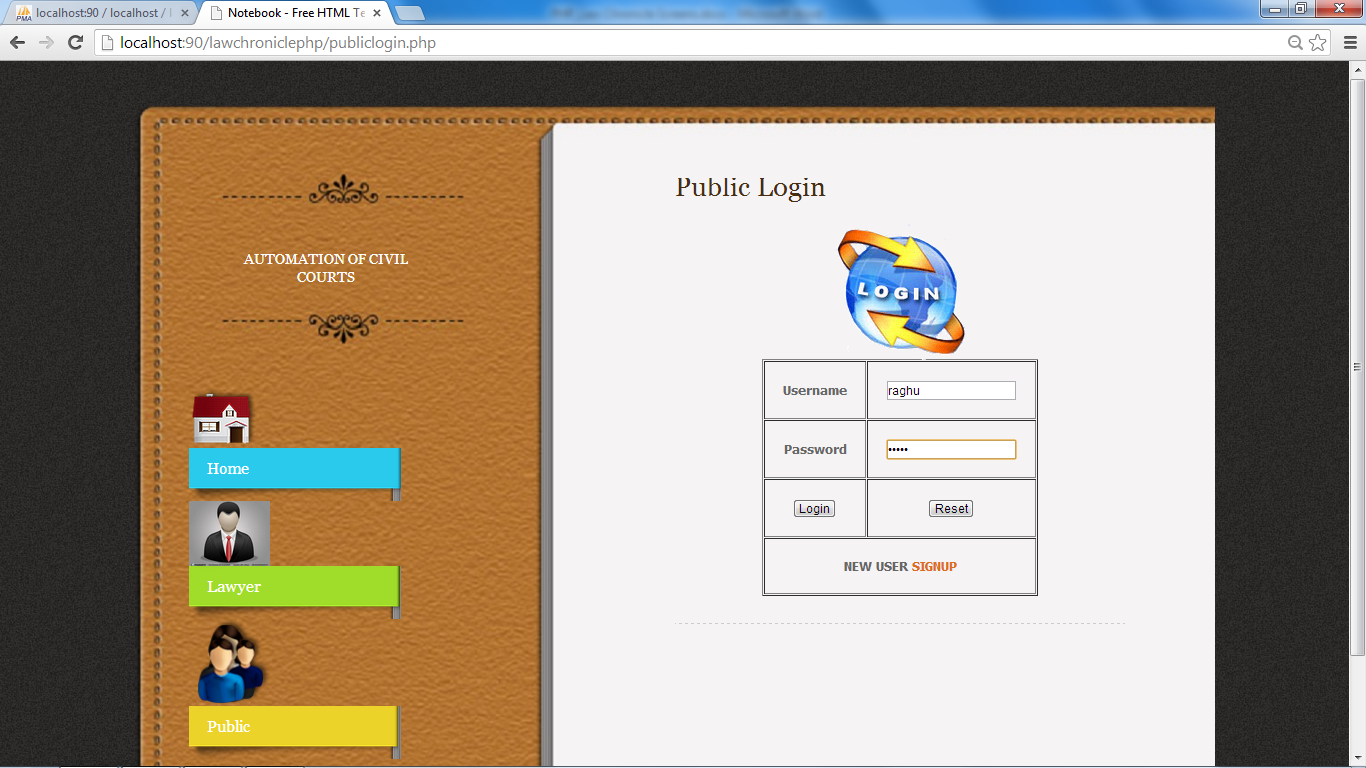 PMA
localhost:90 / localhost / l
Notebook - Free HTML Te
localhost:90/lawchroniclephp/publiclogin.php
AUTOMATION OF CIVIL
COURTS
Home
Lawyer
Public
Public Login
LOGIN
Username
raghu
Password
•••••
Login
Reset
NEW USER SIGNUP